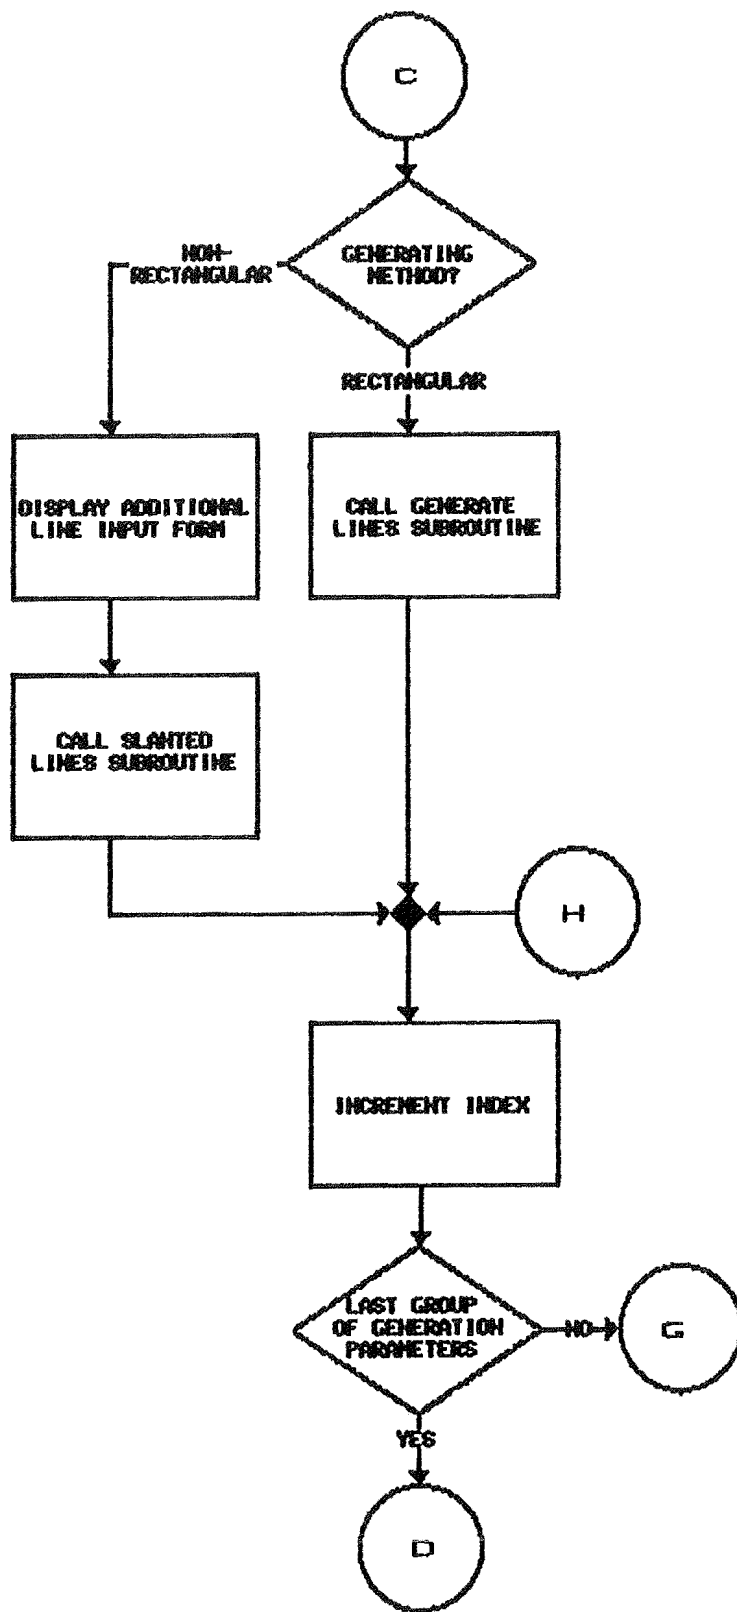 C
GENERATING
METHOD?
NON-
RECTANGULAR
RECTANGULAR
DISPLAY ADDITIONAL
LINE INPUT FORM
CALL GENERATE
LINES SUBROUTINE
CALL SLANTED
LINES SUBROUTINE
H
INCREMENT INDEX
LAST GROUP
OF GENERATION
PARAMETERS
NO
G
YES
D